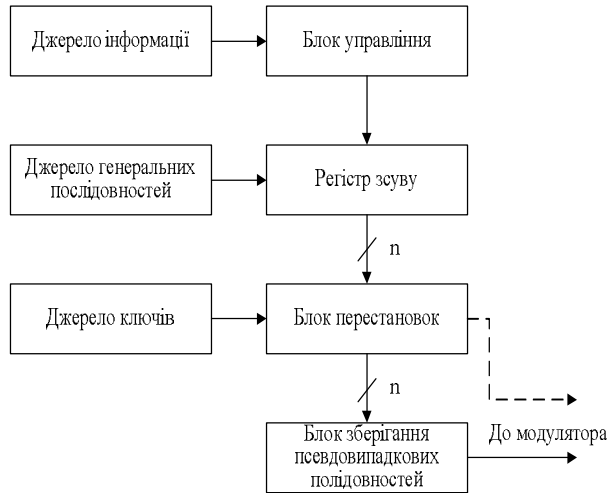 Джерело інформації
Блок управління
Джерело генеральних
послідовностей
Регістр зсуву
n
Джерело ключів
Блок перестановок
n
Блок зберігання
псевдовипадкових
полідовностей
До модулятора